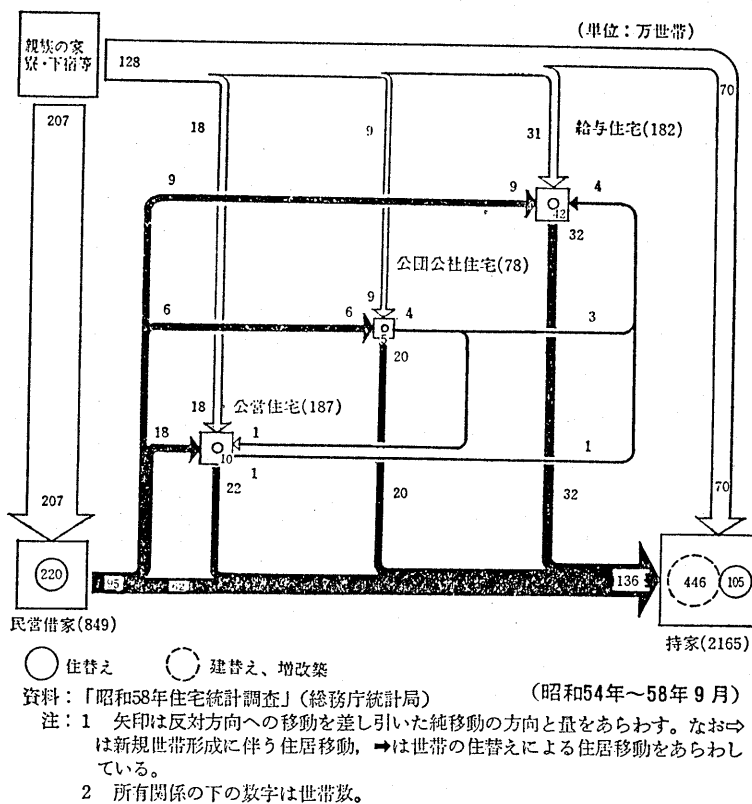 (単位：万世帯)
親族の家
寮・下宿等
128
70
207
18
9
31
給与住宅(182)
9
9
4
42
32
公団公社住宅(78)
9
6
6
4
3
5
20
18
公営住宅(187)
18
1
1
10
1
22
20
32
207
70
220
95
62
136
446
105
民営借家(849)
持家(2165)
住替え
建替え、増改築
資料：「昭和58年住宅統計調査」(総務庁統計局)
(昭和54年〜58年9月)
注：1 矢印は反対方向への移動を差し引いた純移動の方向と量をあらわす。なお⇨
は新規世帯形成に伴う住居移動，➡は世帯の住替えによる住居移動をあらわし
ている。
2 所有関係の下の数字は世帯数。